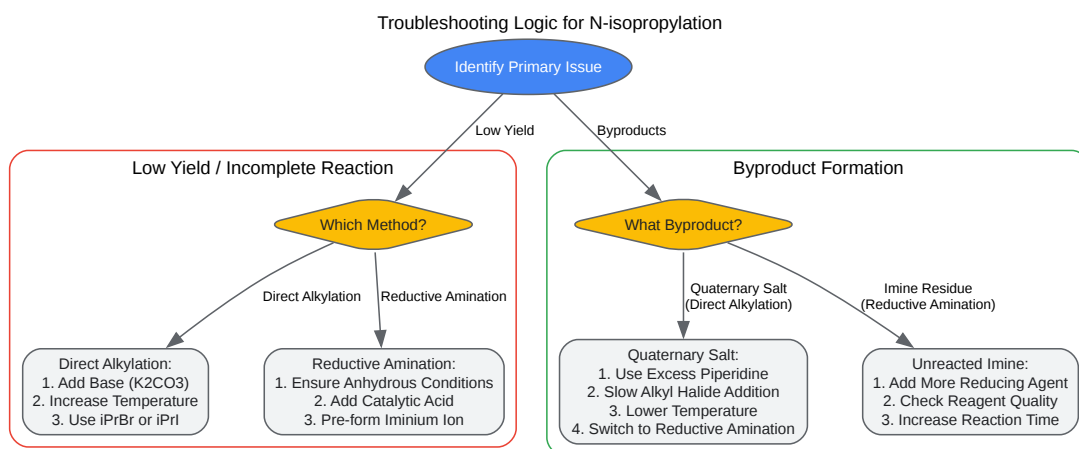 Troubleshooting Logic for N-isopropylation
Identify Primary Issue
Low Yield
Byproducts
Low Yield / Incomplete Reaction
Which Method?
Direct Alkylation
Reductive Amination
Direct Alkylation:
1. Add Base (K2CO3)
2. Increase Temperature
3. Use iPrBr or iPrI
Reductive Amination:
1. Ensure Anhydrous Conditions
2. Add Catalytic Acid
3. Pre-form Iminium Ion
Byproduct Formation
What Byproduct?
Quaternary Salt
(Direct Alkylation)
Imine Residue
(Reductive Amination)
Quaternary Salt:
1. Use Excess Piperidine
2. Slow Alkyl Halide Addition
3. Lower Temperature
4. Switch to Reductive Amination
Unreacted Imine:
1. Add More Reducing Agent
2. Check Reagent Quality
3. Increase Reaction Time